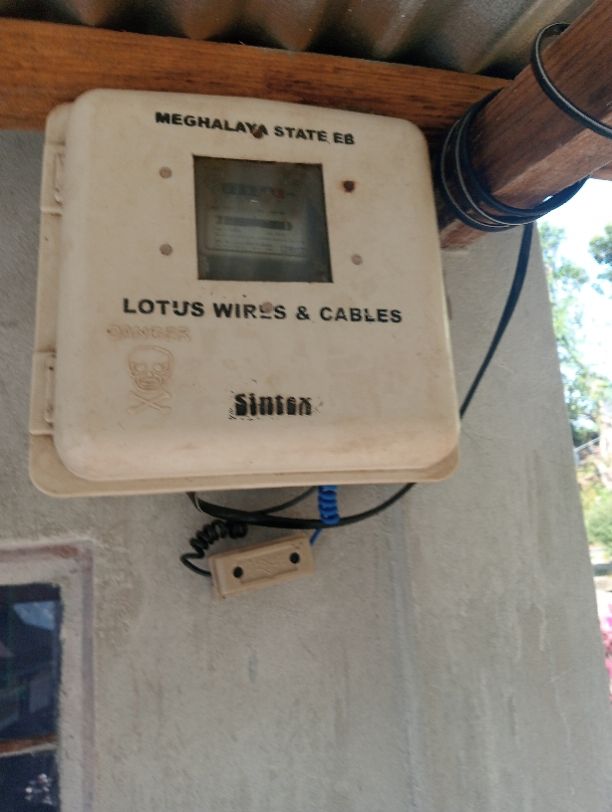 MEGHALAYA STATE EB
LOTUS WIRES & CABLES
DANGER
Sintex